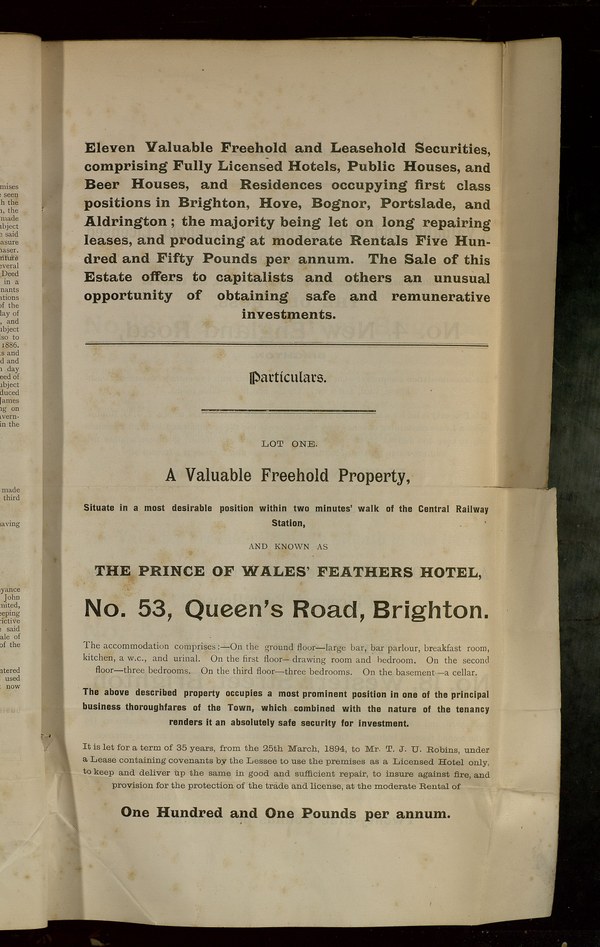 Eleven Valuable Freehold and Leasehold Securities,
comprising Fully Licensed Hotels, Public Houses, and
Beer Houses, and Residences occupying first class
positions in Brighton, Hove, Bognor, Portslade, and
Aldrington; the majority being let on long repairing
leases, and producing at moderate Rentals Five Hun-
dred and Fifty Pounds per annum. The Sale of this
Estate offers to capitalists and others an unusual
opportunity of obtaining safe and remunerative
investments.
Particulars.
LOT ONE.
A Valuable Freehold Property,
Situate in a most desirable position within two minutes' walk of the Central Railway
Station,
AND KNOWN AS
THE PRINCE OF WALES' FEATHERS HOTEL,
No. 53, Queen's Road, Brighton.
The accommodation comprises:—On the ground floor—large bar, bar parlour, breakfast room,
kitchen, a w.c., and urinal. On the first floor—drawing room and bedroom. On the second
floor—three bedrooms. On the third floor—three bedrooms. On the basement—a cellar.
The above described property occupies a most prominent position in one of the principal
business thoroughfares of the Town, which combined with the nature of the tenancy
renders it an absolutely safe security for investment.
It is let for a term of 35 years, from the 25th March, 1894, to Mr. T. J. U. Robins, under
a Lease containing covenants by the Lessee to use the premises as a Licensed Hotel only,
to keep and deliver up the same in good and sufficient repair, to insure against fire, and
provision for the protection of the trade and license, at the moderate Rental of
One Hundred and One Pounds per annum.